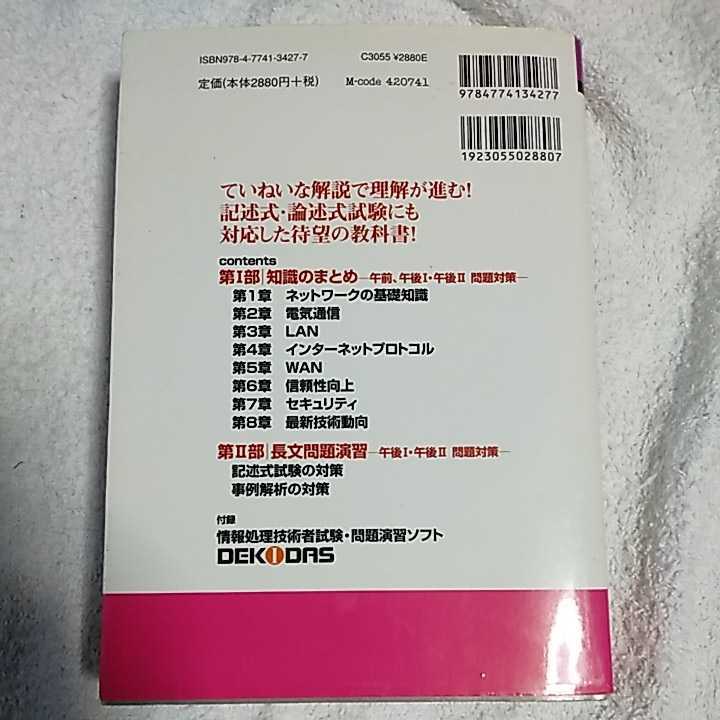 ISBN978-4-7741-3427-7
C3055 ¥2880E
定価(本体2880円+税)
M-code 420741
9784774134277
1923055028807
ていねいな解説で理解が進む!
記述式・論述式試験にも
対応した待望の教科書!
contents
第Ⅰ部|知識のまとめ—午前、午後Ⅰ・午後Ⅱ 問題対策—
第1章 ネットワークの基礎知識
第2章 電気通信
第3章 LAN
第4章 インターネットプロトコル
第5章 WAN
第6章 信頼性向上
第7章 セキュリティ
第8章 最新技術動向
第Ⅱ部|長文問題演習—午後Ⅰ・午後Ⅱ 問題対策—
記述式試験の対策
事例解析の対策
付録
情報処理技術者試験・問題演習ソフト
DEKIDAS